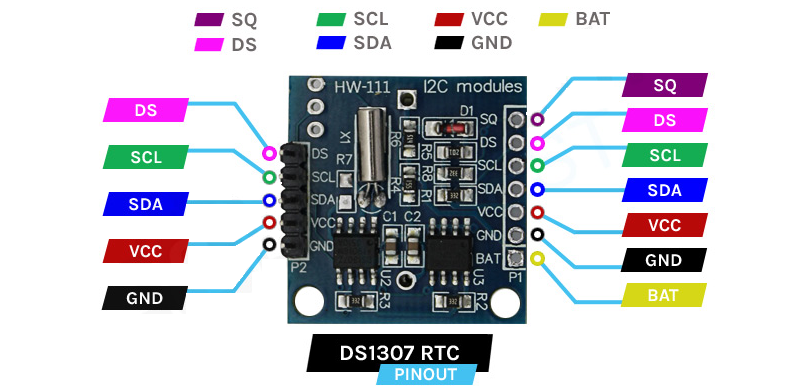 SQ SCL VCC BAT
DS SDA GND
HW-111 I2C modules
DS
SCL
SDA
VCC
GND
DS
SCL
SDA
VCC
GND
P2
X1
R7
R6
R4
R5
R8
R1
D1
102
332
332
C1 C2
U2
U3
R3
R2
332
332
SQ
DS
SCL
SDA
VCC
GND
BAT
P1
SQ
DS
SCL
SDA
VCC
GND
BAT
DS1307 RTC
PINOUT